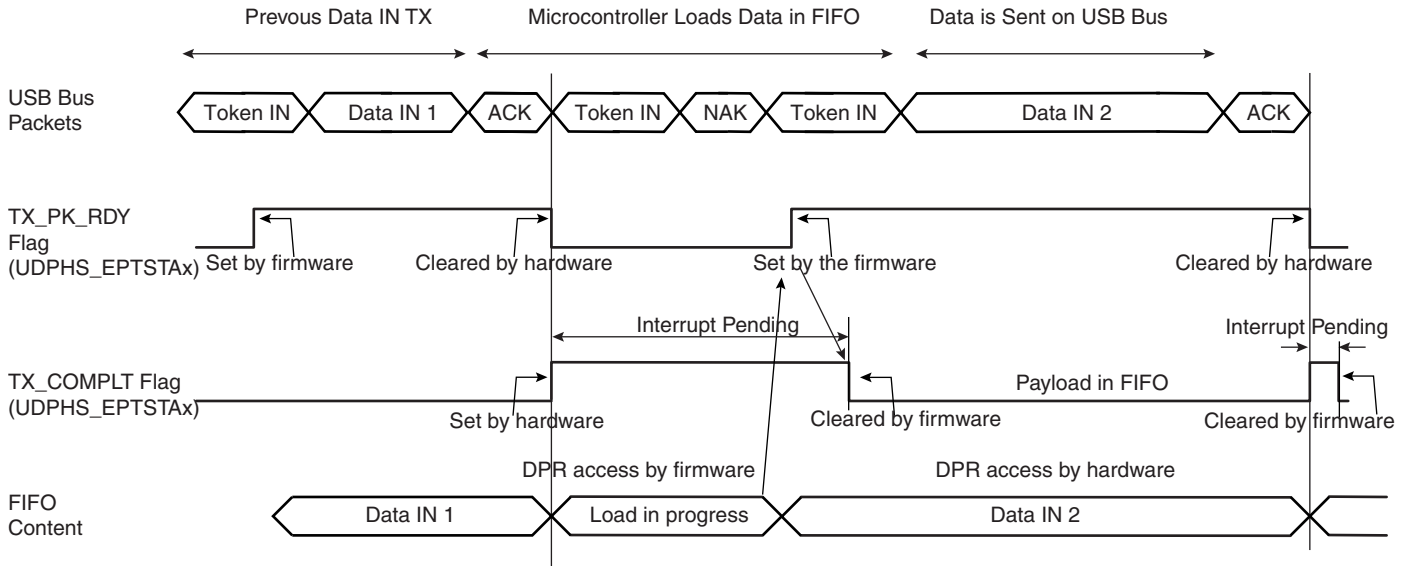 Prevous Data IN TX
Microcontroller Loads Data in FIFO
Data is Sent on USB Bus
USB Bus
Packets
Token IN
Data IN 1
ACK
Token IN
NAK
Token IN
Data IN 2
ACK
TX_PK_RDY
Flag
(UDPHS_EPTSTAx)
Set by firmware
Cleared by hardware
Set by the firmware
Cleared by hardware
Interrupt Pending
Interrupt Pending
TX_COMPLT Flag
(UDPHS_EPTSTAx)
Payload in FIFO
Set by hardware
Cleared by firmware
Cleared by firmware
DPR access by firmware
DPR access by hardware
FIFO
Content
Data IN 1
Load in progress
Data IN 2